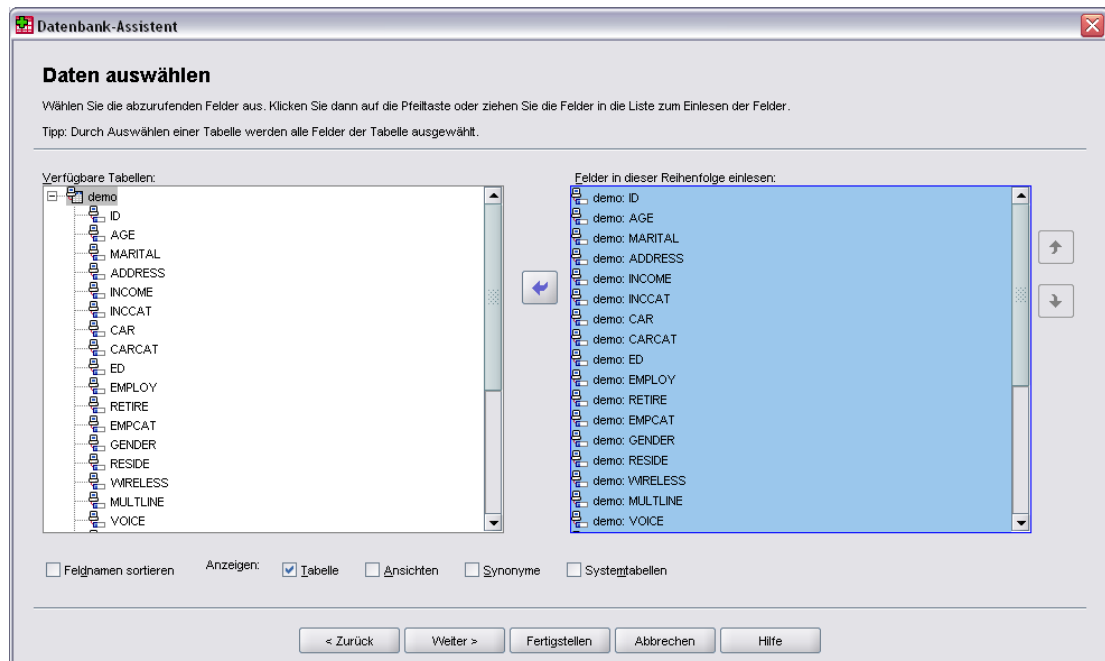 Datenbank-Assistent
Daten auswählen
Wählen Sie die abzurufenden Felder aus. Klicken Sie dann auf die Pfeiltaste oder ziehen Sie die Felder in die Liste zum Einlesen der Felder.
Tipp: Durch Auswählen einer Tabelle werden alle Felder der Tabelle ausgewählt.
Verfügbare Tabellen:
demo
ID
AGE
MARITAL
ADDRESS
INCOME
INCCAT
CAR
CARCAT
ED
EMPLOY
RETIRE
EMPCAT
GENDER
RESIDE
WIRELESS
MULTLINE
VOICE
Felder in dieser Reihenfolge einlesen:
demo: ID
demo: AGE
demo: MARITAL
demo: ADDRESS
demo: INCOME
demo: INCCAT
demo: CAR
demo: CARCAT
demo: ED
demo: EMPLOY
demo: RETIRE
demo: EMPCAT
demo: GENDER
demo: RESIDE
demo: WIRELESS
demo: MULTLINE
demo: VOICE
Feldnamen sortieren Anzeigen: Tabelle Ansichten Synonyme Systemtabellen
< Zurück Weiter > Fertigstellen Abbrechen Hilfe